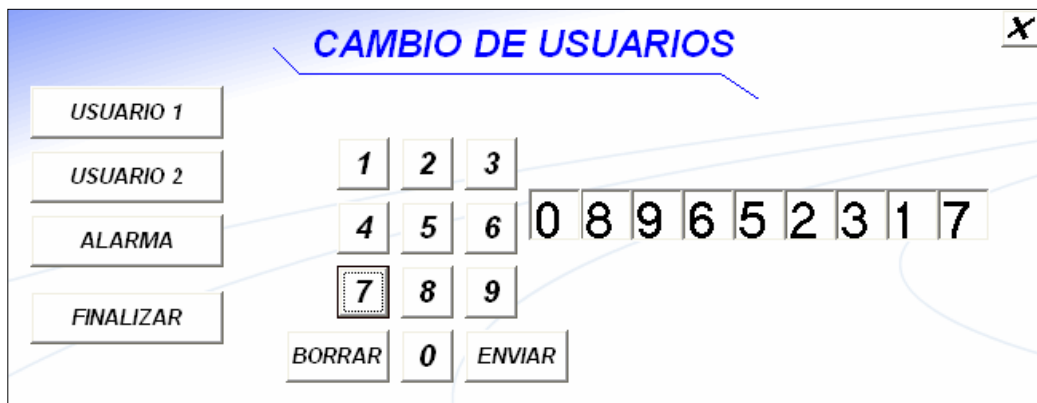 CAMBIO DE USUARIOS
X
USUARIO 1
USUARIO 2
ALARMA
FINALIZAR
1 2 3
4 5 6
7 8 9
BORRAR 0 ENVIAR
0 8 9 6 5 2 3 1 7